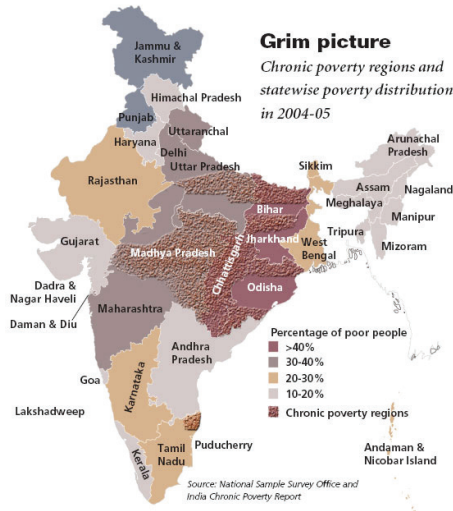 Grim picture
Chronic poverty regions and
statewise poverty distribution
in 2004-05
Jammu &
Kashmir
Himachal Pradesh
Punjab
Uttaranchal
Haryana
Delhi
Uttar Pradesh
Rajasthan
Arunachal
Pradesh
Sikkim
Assam
Nagaland
Meghalaya
Manipur
Bihar
Tripura
Mizoram
Gujarat
Madhya Pradesh
Chhattisgarh
Jharkhand
West
Bengal
Dadra &
Nagar Haveli
Odisha
Daman & Diu
Maharashtra
Percentage of poor people
>40%
30-40%
20-30%
10-20%
Chronic poverty regions
Andhra
Pradesh
Goa
Karnataka
Lakshadweep
Puducherry
Tamil
Nadu
Kerala
Andaman &
Nicobar Island
Source: National Sample Survey Office and
India Chronic Poverty Report